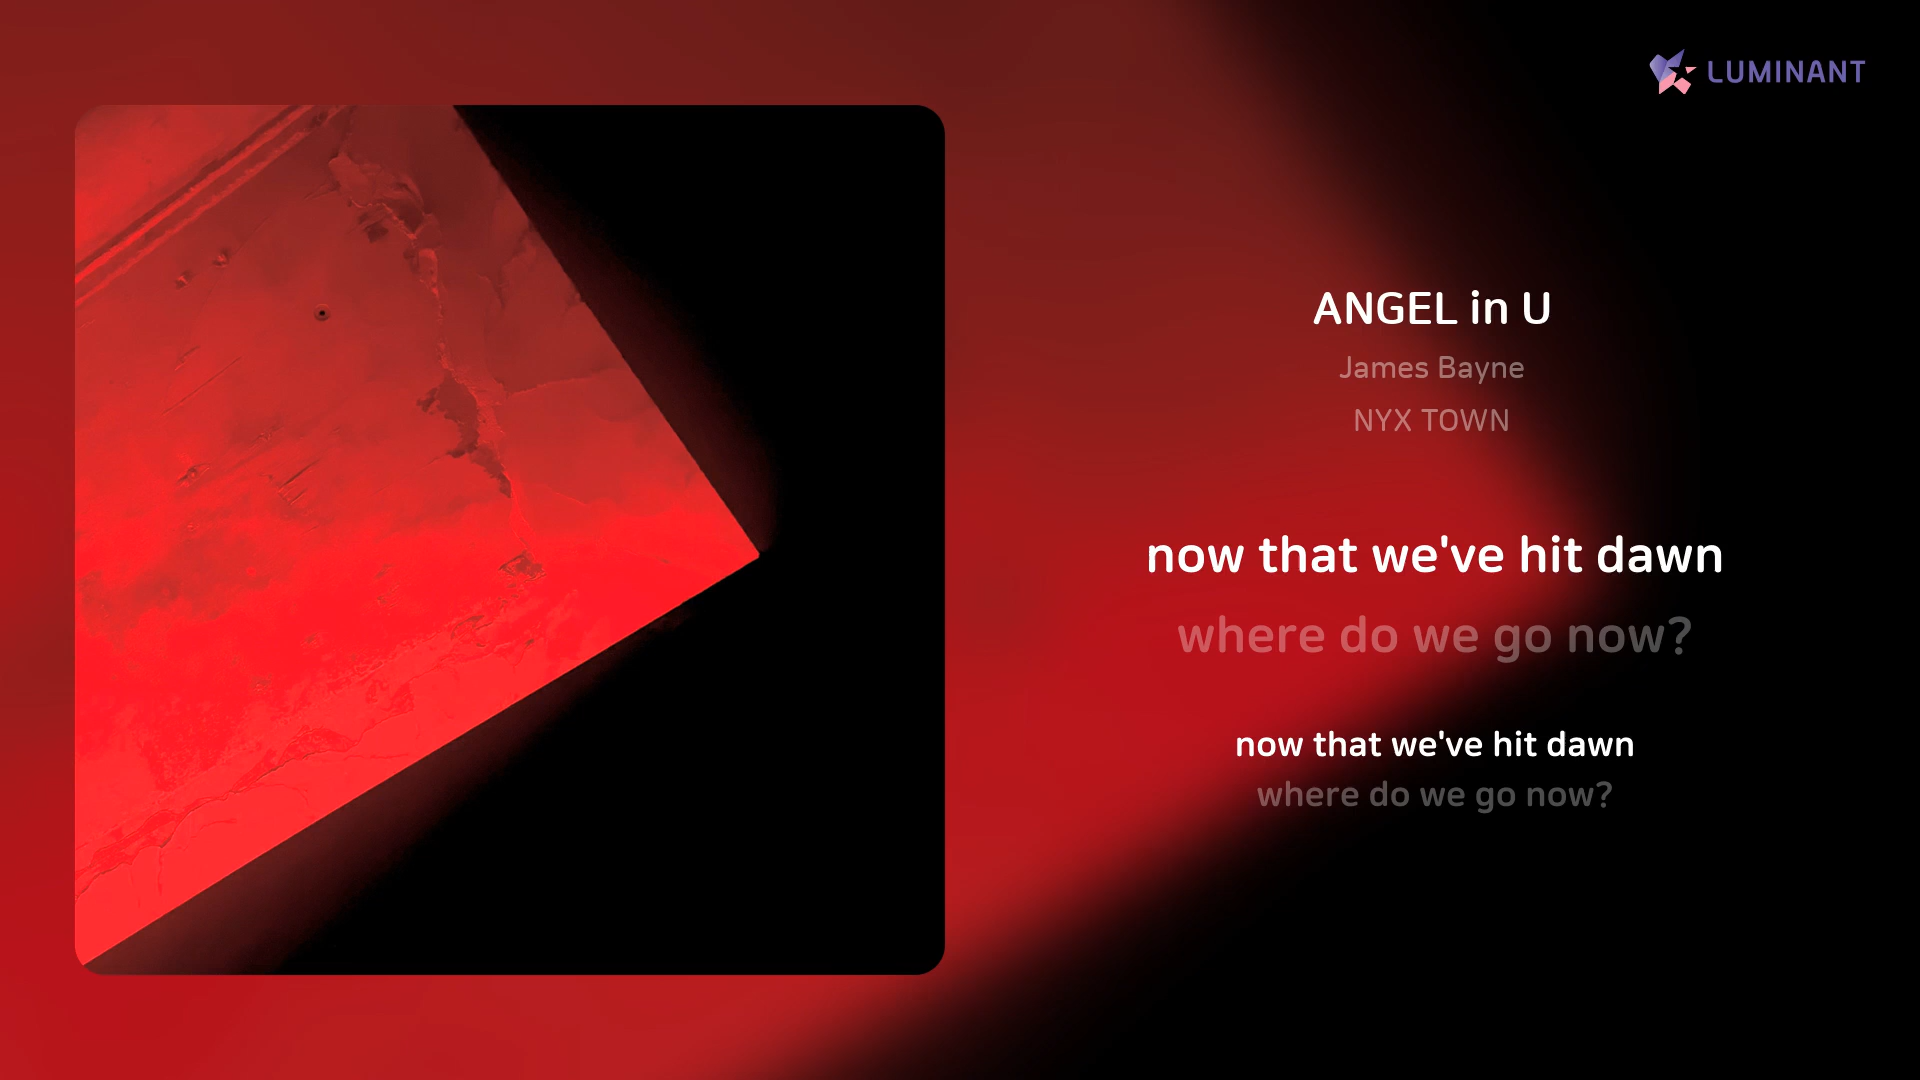 LUMINANT
ANGEL in U
James Bayne
NYX TOWN
now that we've hit dawn
where do we go now?
now that we've hit dawn
where do we go now?